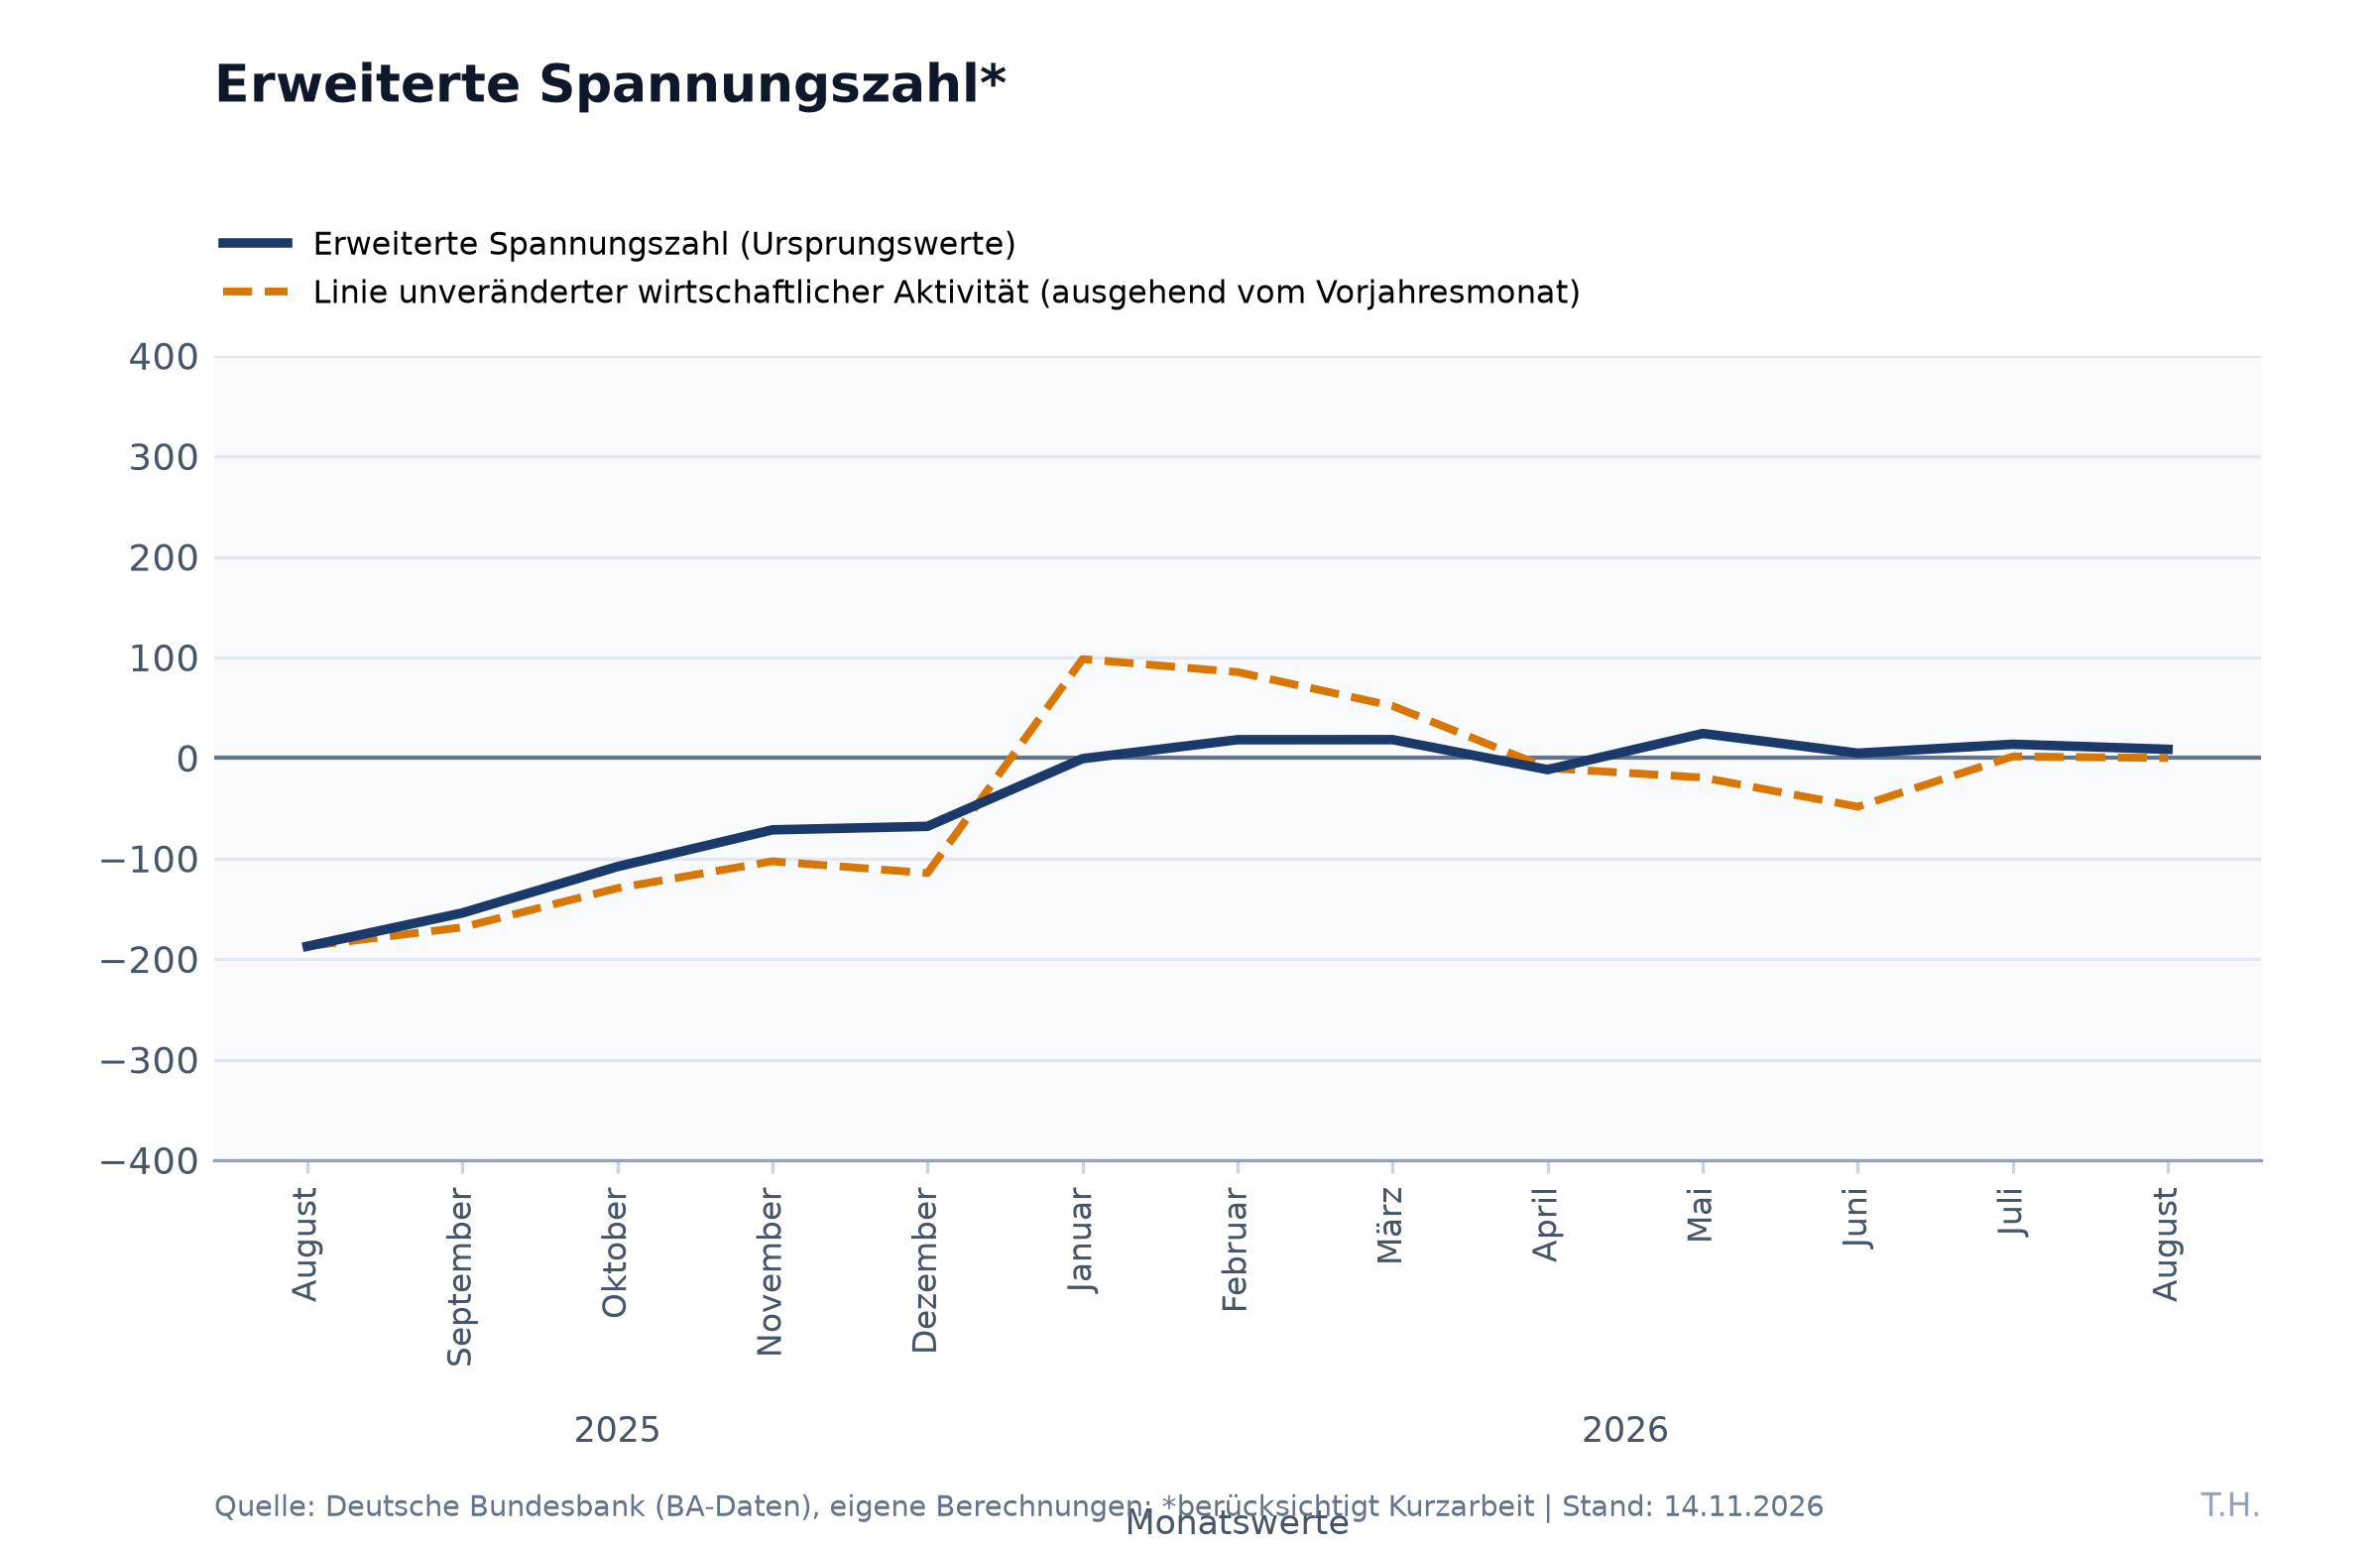 Erweiterte Spannungszahl*
Erweiterte Spannungszahl (Ursprungswerte)
Linie unveränderter wirtschaftlicher Aktivität (ausgehend vom Vorjahresmonat)
400
300
200
100
0
−100
−200
−300
−400
August
September
Oktober
November
Dezember
Januar
Februar
März
April
Mai
Juni
Juli
August
2025
2026
Quelle: Deutsche Bundesbank (BA-Daten), eigene Berechnungen; *berücksichtigt Kurzarbeit | Stand: 14.11.2026
T.H.
Monatswerte